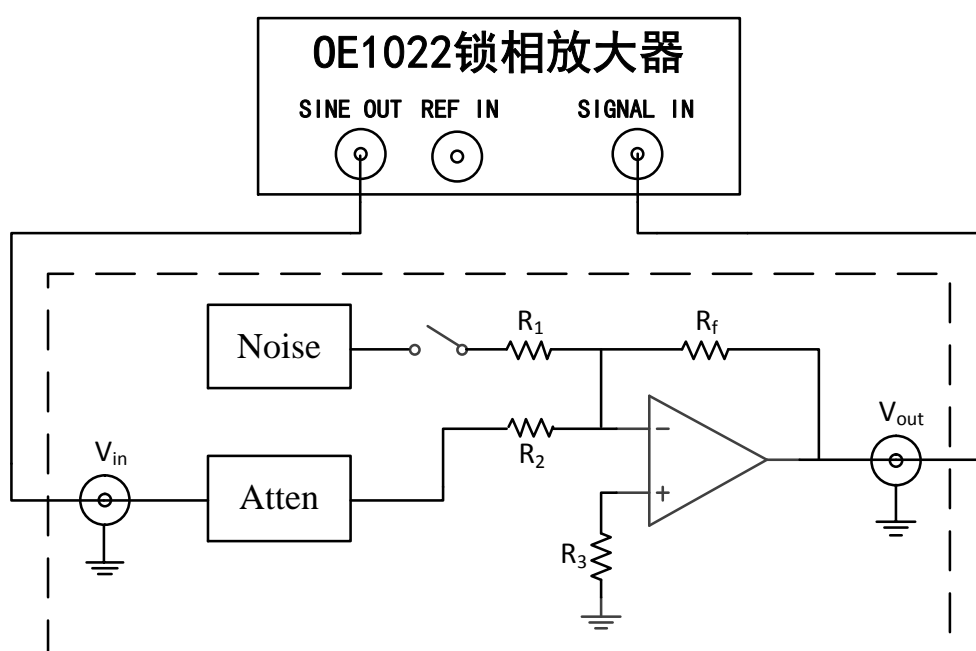 OE1022锁相放大器
SINE OUT REF IN SIGNAL IN
Noise
R1
Rf
Vin
Atten
R2
−
+
R3
Vout